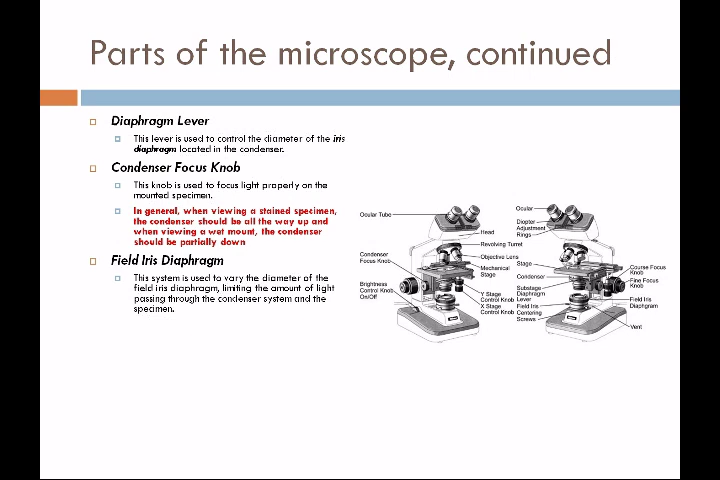 Parts of the microscope, continued
Diaphragm Lever
This lever is used to control the diameter of the iris
diaphragm located in the condenser.
Condenser Focus Knob
This knob is used to focus light properly on the
mounted specimen.
In general, when viewing a stained specimen,
the condenser should be all the way up and
when viewing a wet mount, the condenser
should be partially down
Field Iris Diaphragm
This system is used to vary the diameter of the
field iris diaphragm, limiting the amount of light
passing through the condenser system and the
specimen.
Ocular Tube
Head
Revolving Turret
Objective Lens
Condenser
Focus Knob
Mechanical
Stage
Brightness
Control Knob
On/Off
Y Stage
Control Knob
X Stage
Control Knob
Ocular
Diopter
Adjustment
Rings
Stage
Condenser
Substage
Diaphragm
Lever
Field Iris
Centering
Screws
Course Focus
Knob
Fine Focus
Knob
Field Iris
Diaphgram
Vent